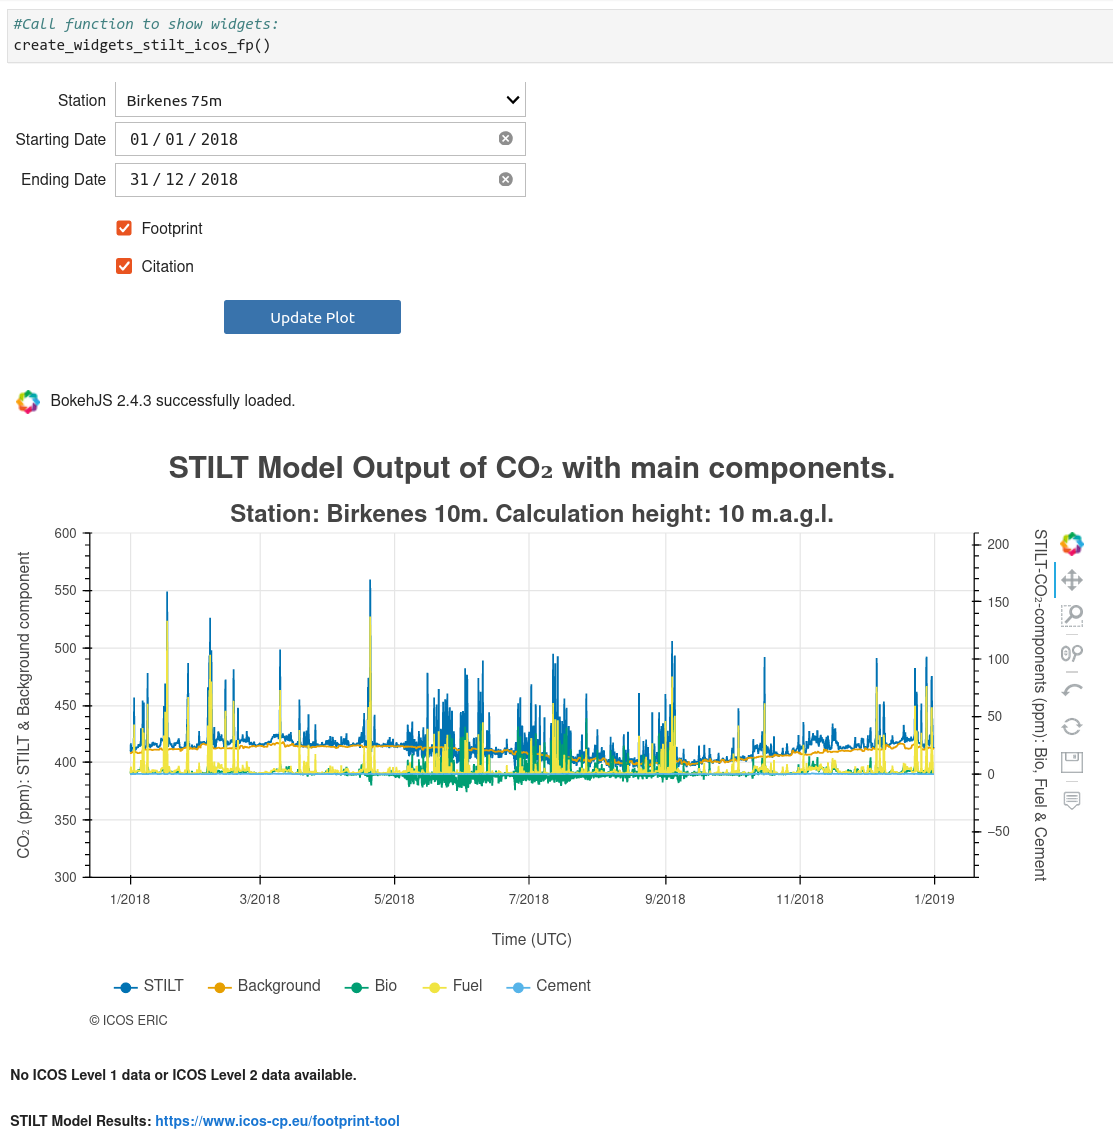 #Call function to show widgets:
create_widgets_stilt_icos_fp()
Station Birkenes 75m
Starting Date 01 / 01 / 2018
Ending Date 31 / 12 / 2018
Footprint
Citation
Update Plot
BokehJS 2.4.3 successfully loaded.
STILT Model Output of CO₂ with main components.
Station: Birkenes 10m. Calculation height: 10 m.a.g.l.
CO₂ (ppm): STILT & Background component
600
550
500
450
400
350
300
200
150
100
50
0
−50
STILT-CO₂-components (ppm): Bio, Fuel & Cement
1/2018 3/2018 5/2018 7/2018 9/2018 11/2018 1/2019
Time (UTC)
STILT Background Bio Fuel Cement
© ICOS ERIC
No ICOS Level 1 data or ICOS Level 2 data available.
STILT Model Results: https://www.icos-cp.eu/footprint-tool